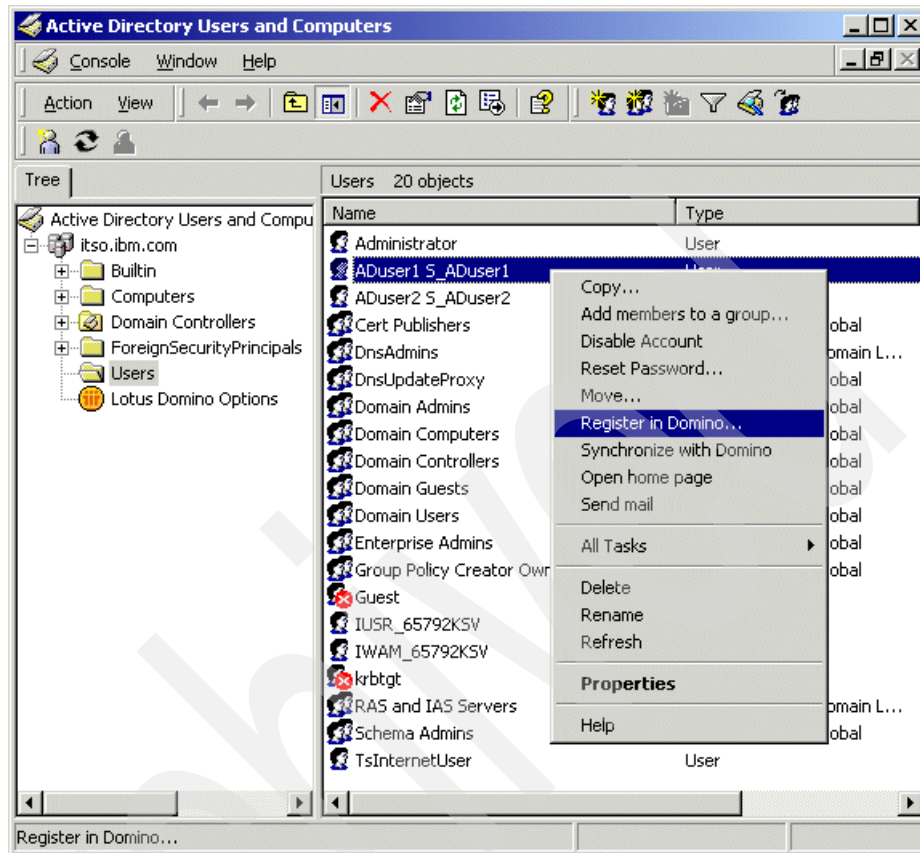 Active Directory Users and Computers
Console Window Help
Action View
Tree
Users 20 objects
Active Directory Users and Compu
itso.ibm.com
Builtin
Computers
Domain Controllers
ForeignSecurityPrincipals
Users
Lotus Domino Options
Name Type
Administrator User
ADuser1 S_ADuser1
ADuser2 S_ADuser2
Cert Publishers obal
DnsAdmins omain L...
DnsUpdateProxy obal
Domain Admins obal
Domain Computers obal
Domain Controllers obal
Domain Guests obal
Domain Users obal
Enterprise Admins obal
Group Policy Creator Owr obal
Guest
IUSR_65792KSV
IWAM_65792KSV
krbtgt
RAS and IAS Servers omain L...
Schema Admins obal
TsInternetUser User
Copy...
Add members to a group...
Disable Account
Reset Password...
Move...
Register in Domino...
Synchronize with Domino
Open home page
Send mail
All Tasks
Delete
Rename
Refresh
Properties
Help
Register in Domino...